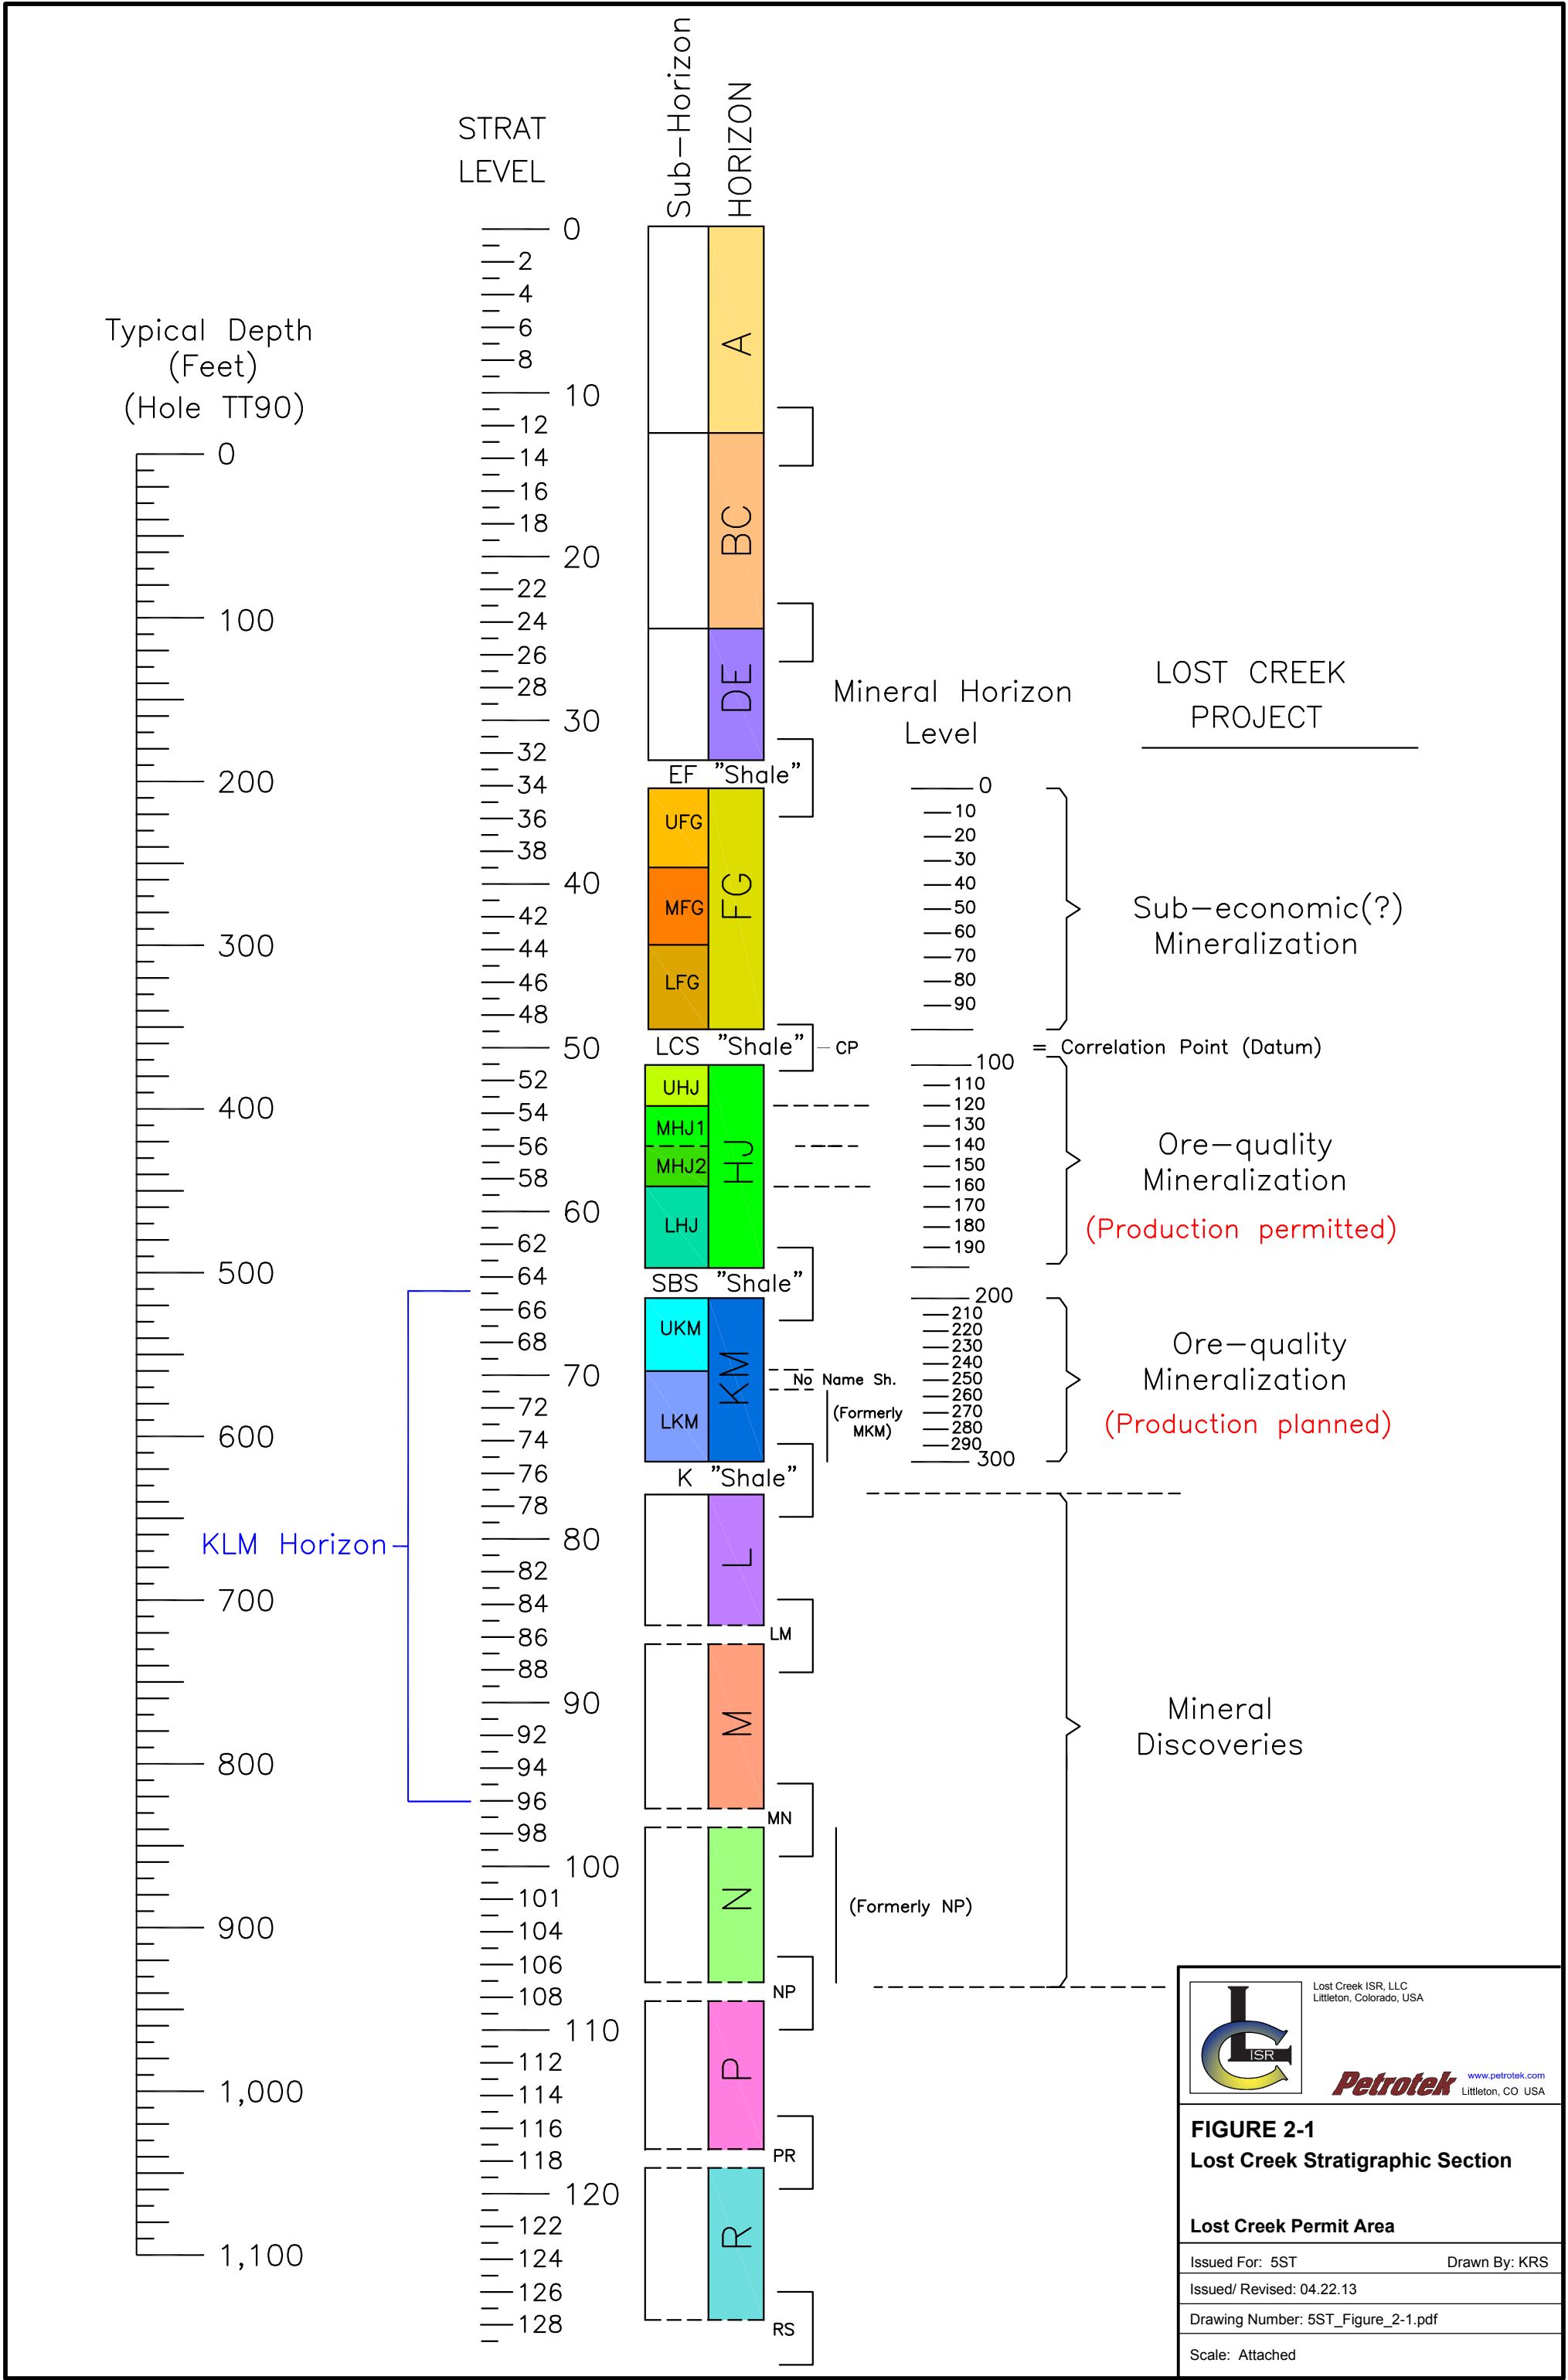 Sub-Horizon
HORIZON
STRAT
LEVEL
0
2
4
6
8
10
12
14
16
18
20
22
24
26
28
30
32
34
36
38
40
42
44
46
48
50
52
54
56
58
60
62
64
66
68
70
72
74
76
78
80
82
84
86
88
90
92
94
96
98
100
101
104
106
108
110
112
114
116
118
120
122
124
126
128
Typical Depth
(Feet)
(Hole TT90)
0
100
200
300
400
500
600
700
800
900
1,000
1,100
KLM Horizon
A
BC
DE
EF "Shale"
UFG
MFG
LFG
FG
LCS "Shale"
CP
= Correlation Point (Datum)
UHJ
MHJ1
MHJ2
LHJ
HJ
SBS "Shale"
UKM
LKM
KM
No Name Sh.
(Formerly
MKM)
K "Shale"
L
LM
M
MN
N
(Formerly NP)
NP
P
PR
R
RS
Mineral Horizon
Level
0
10
20
30
40
50
60
70
80
90
100
110
120
130
140
150
160
170
180
190
200
210
220
230
240
250
260
270
280
290
300
LOST CREEK
PROJECT
Sub-economic(?)
Mineralization
Ore-quality
Mineralization
(Production permitted)
Ore-quality
Mineralization
(Production planned)
Mineral
Discoveries
LC
ISR
Lost Creek ISR, LLC
Littleton, Colorado, USA
Petrotek
www.petrotek.com
Littleton, CO USA
FIGURE 2-1
Lost Creek Stratigraphic Section
Lost Creek Permit Area
Issued For: 5ST
Drawn By: KRS
Issued/ Revised: 04.22.13
Drawing Number: 5ST_Figure_2-1.pdf
Scale: Attached